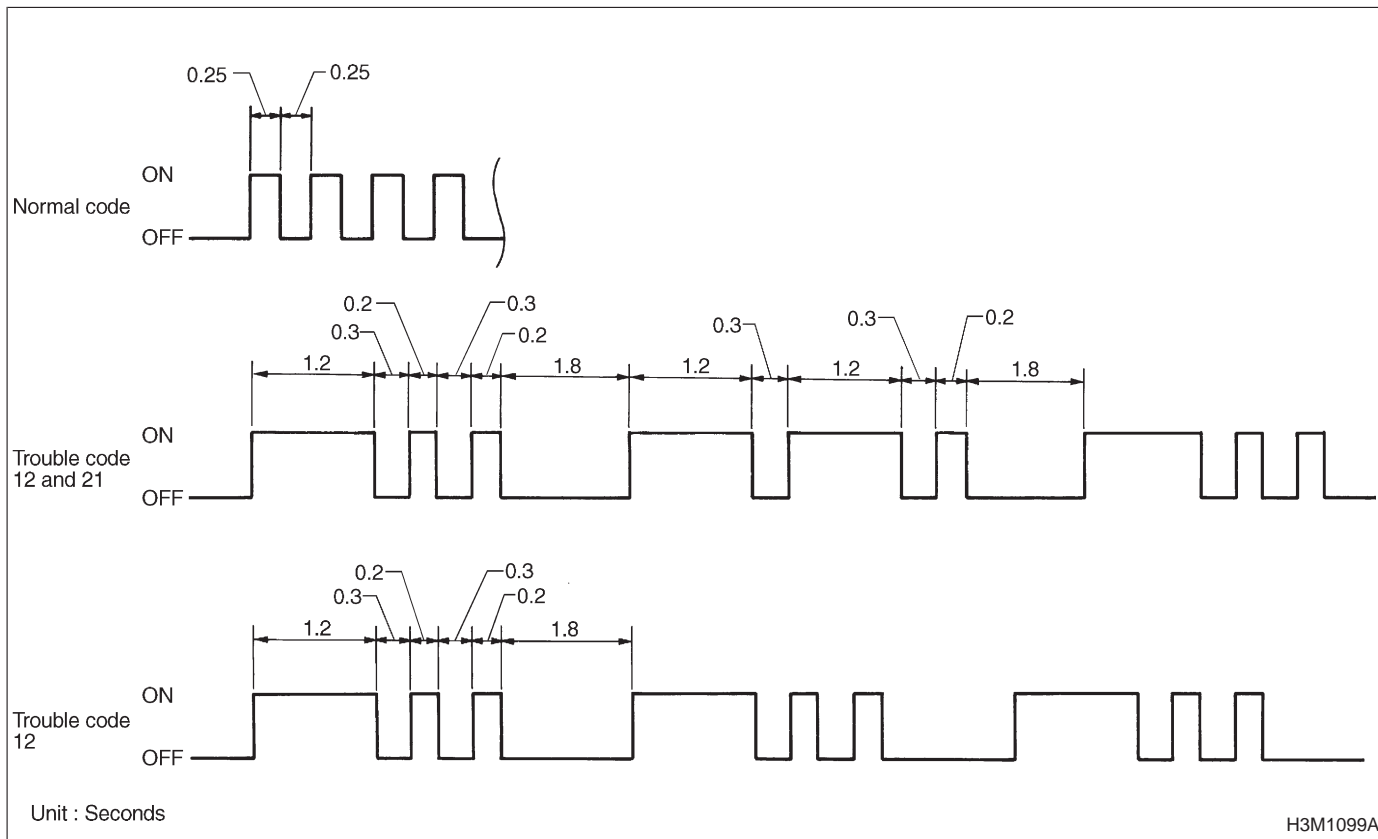 0.25 0.25
ON
Normal code
OFF
0.2 0.3
0.3 0.2
0.3 0.3 0.2
1.2 1.8 1.2 1.2 1.8
ON
Trouble code
12 and 21
OFF
0.2 0.3
0.3 0.2
1.2 1.8
ON
Trouble code
12
OFF
Unit : Seconds
H3M1099A